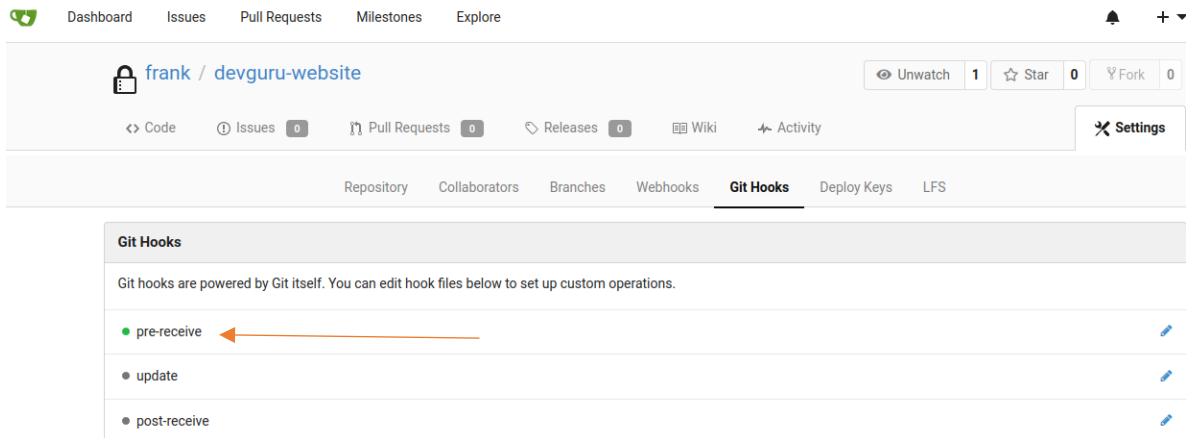 Dashboard Issues Pull Requests Milestones Explore
frank / devguru-website
Unwatch 1 Star 0 Fork 0
Code Issues 0 Pull Requests 0 Releases 0 Wiki Activity Settings
Repository Collaborators Branches Webhooks Git Hooks Deploy Keys LFS
Git Hooks
Git hooks are powered by Git itself. You can edit hook files below to set up custom operations.
pre-receive
update
post-receive